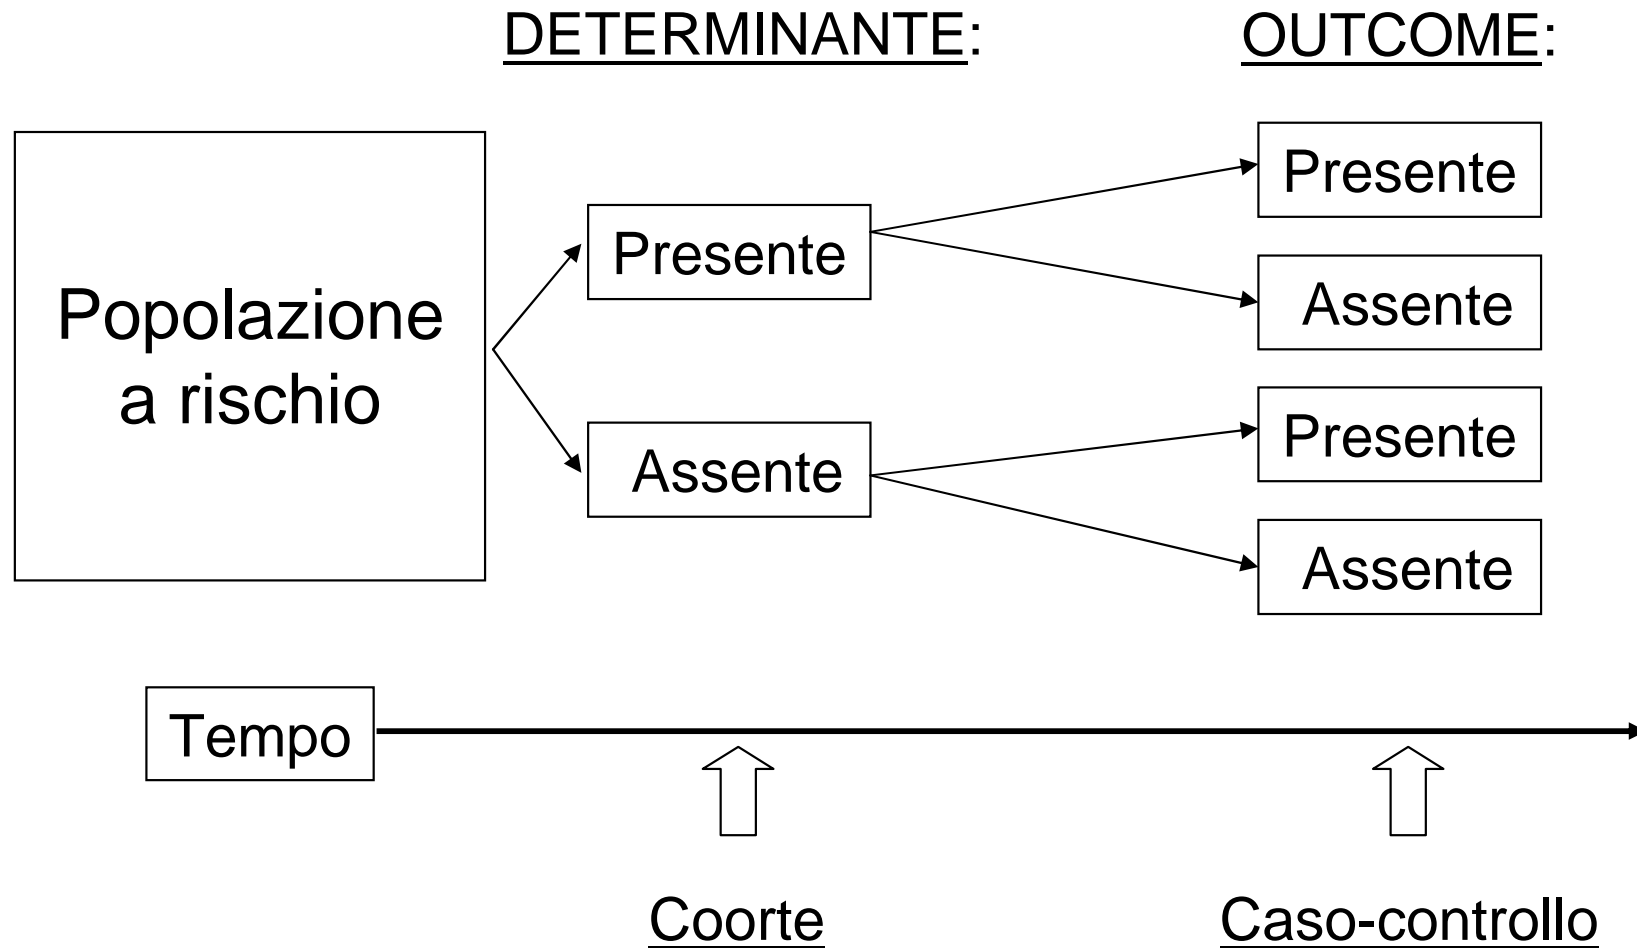 DETERMINANTE:
OUTCOME:
Popolazione
a rischio
Presente
Assente
Presente
Assente
Presente
Assente
Tempo
Coorte
Caso-controllo